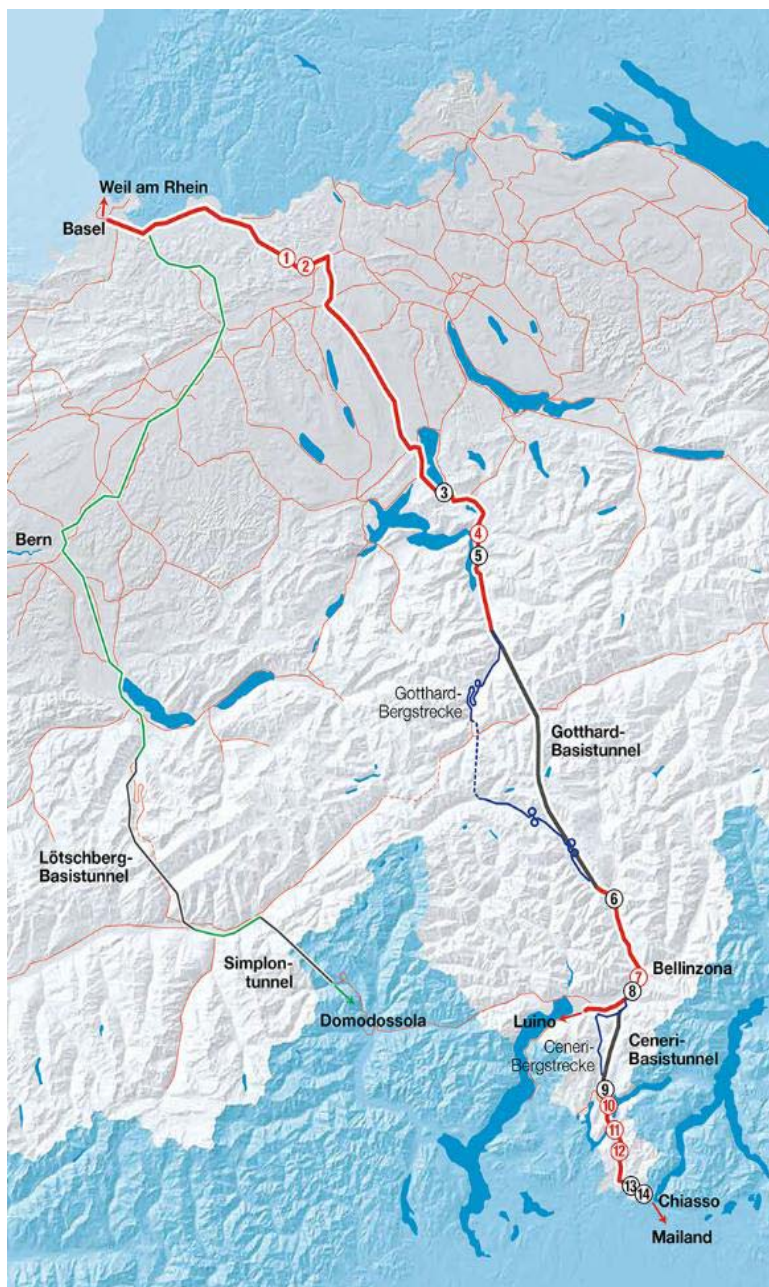 Weil am Rhein
Basel
1
2
3
4
5
Bern
Gotthard-
Bergstrecke
Gotthard-
Basistunnel
Lötschberg-
Basistunnel
6
Simplon-
tunnel
7
Bellinzona
8
Domodossola
Luino
Ceneri-
Bergstrecke
Ceneri-
Basistunnel
9
10
11
12
13
14
Chiasso
Mailand